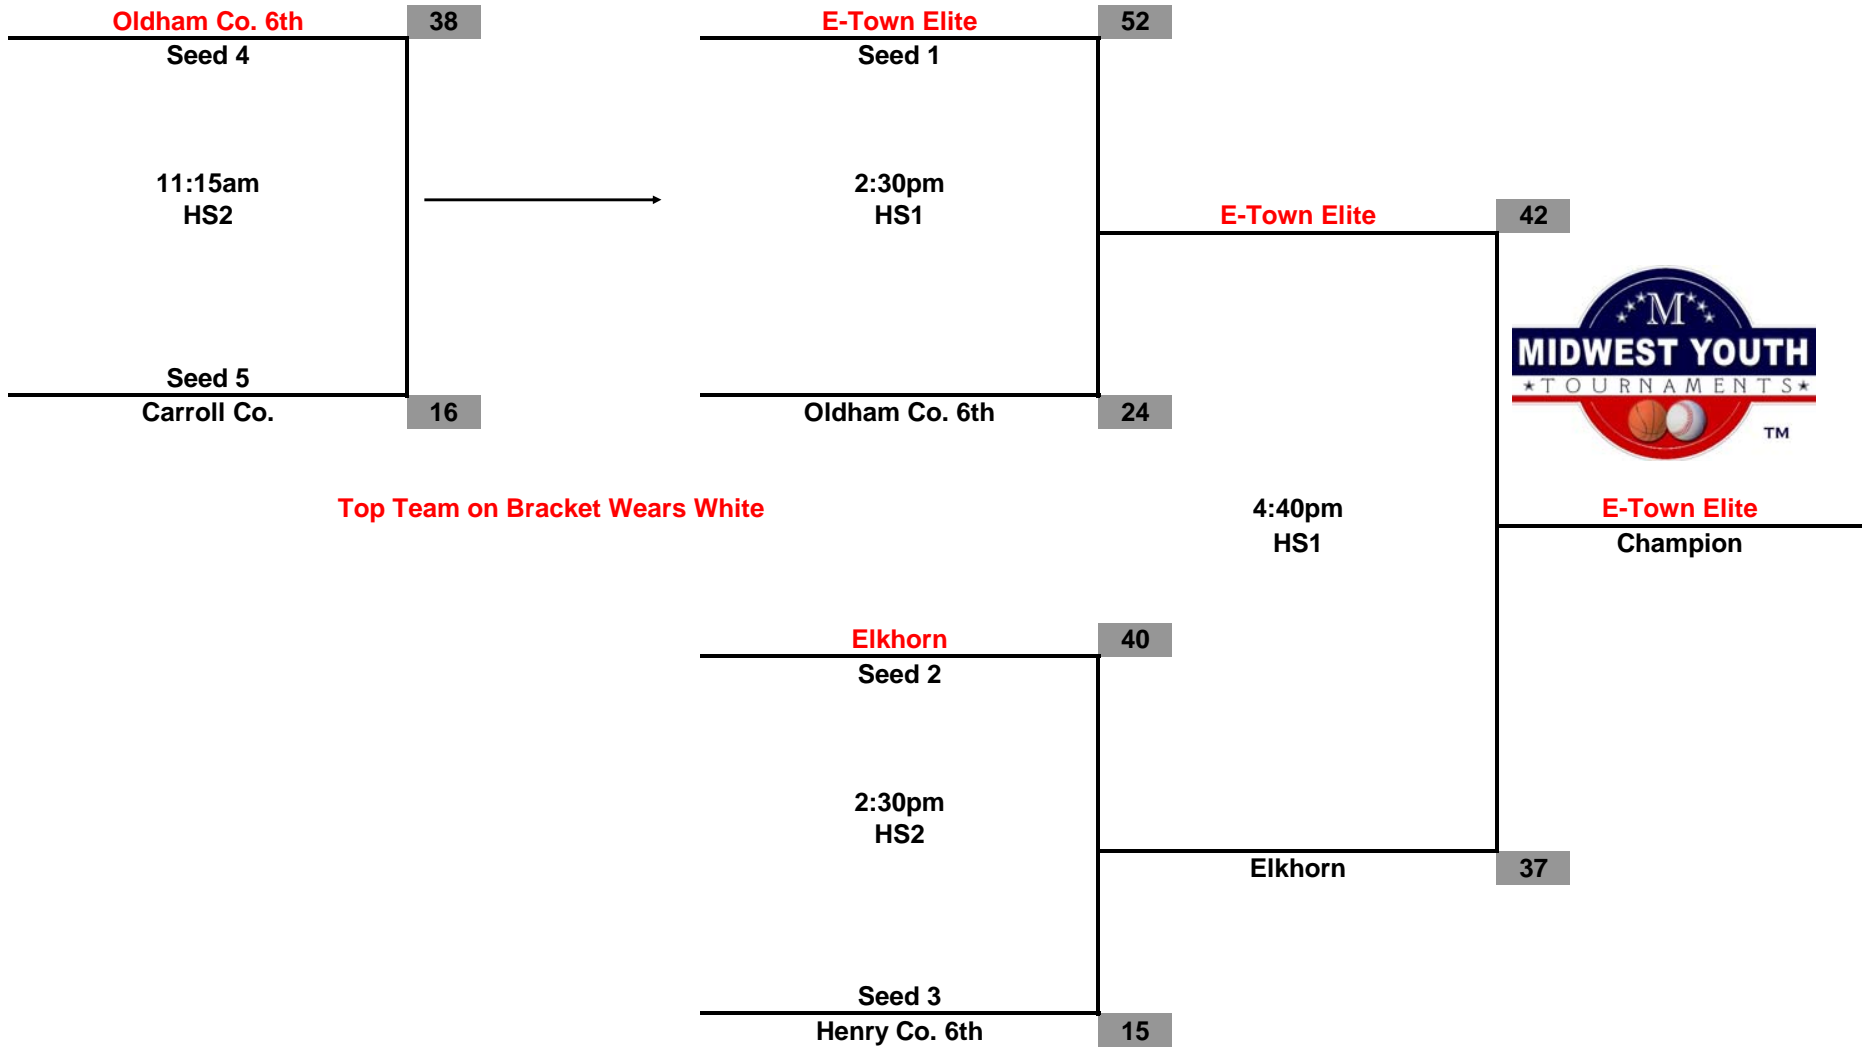 Oldham Co. 6th 38
Seed 4
11:15am
HS2
Seed 5
Carroll Co. 16
E-Town Elite 52
Seed 1
2:30pm
HS1
Oldham Co. 6th 24
E-Town Elite 42
M
MIDWEST YOUTH
TOURNAMENTS
TM
Top Team on Bracket Wears White
4:40pm
HS1
E-Town Elite
Champion
Elkhorn 40
Seed 2
2:30pm
HS2
Elkhorn 37
Seed 3
Henry Co. 6th 15